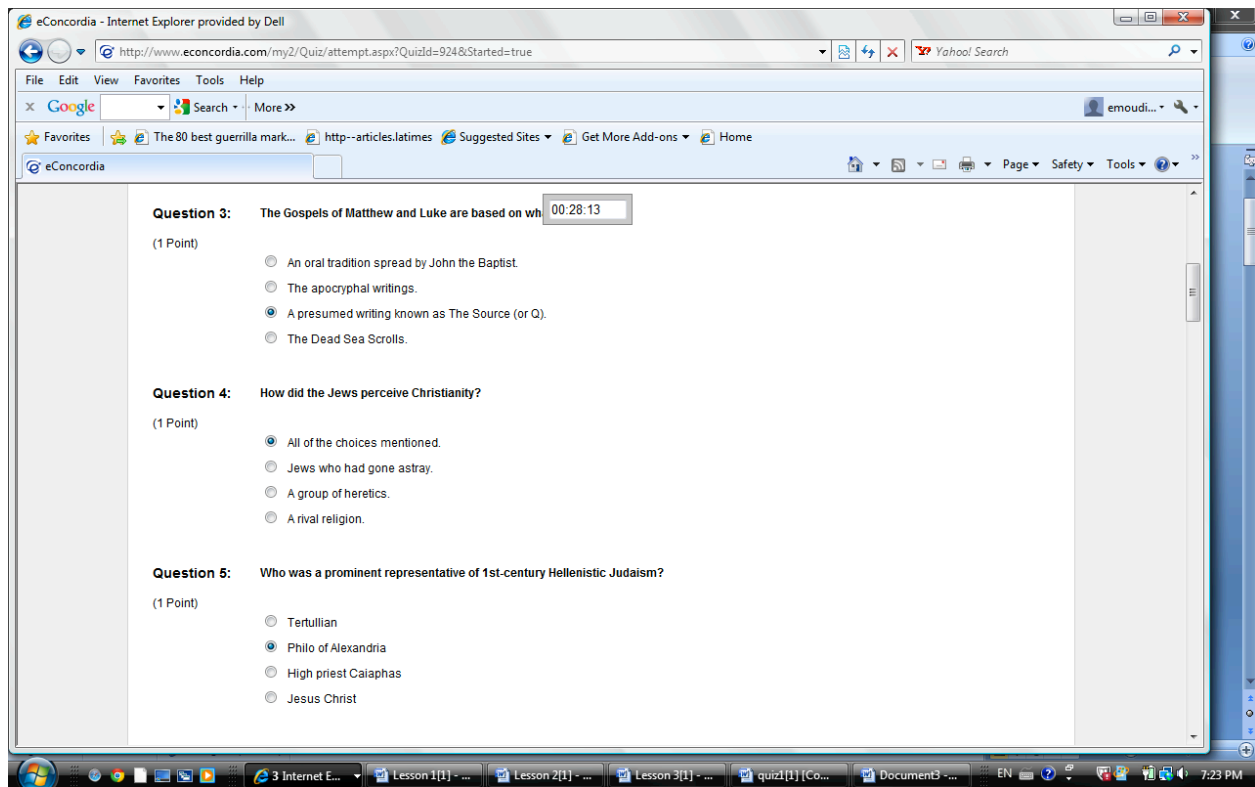 eConcordia - Internet Explorer provided by Dell
X
http://www.econcordia.com/my2/Quiz/attempt.aspx?QuizId=924&Started=true
Yahoo! Search
File Edit View Favorites Tools Help
x Google Search More >> emoudi...
Favorites The 80 best guerrilla mark... http--articles.latimes Suggested Sites Get More Add-ons Home
eConcordia Page Safety Tools
Question 3: The Gospels of Matthew and Luke are based on wh 00:28:13
(1 Point)
An oral tradition spread by John the Baptist.
The apocryphal writings.
A presumed writing known as The Source (or Q).
The Dead Sea Scrolls.
Question 4: How did the Jews perceive Christianity?
(1 Point)
All of the choices mentioned.
Jews who had gone astray.
A group of heretics.
A rival religion.
Question 5: Who was a prominent representative of 1st-century Hellenistic Judaism?
(1 Point)
Tertullian
Philo of Alexandria
High priest Caiaphas
Jesus Christ
3 Internet E... Lesson 1[1] - ... Lesson 2[1] - ... Lesson 3[1] - ... quiz1[1] [Co... Document3 -... EN 7:23 PM